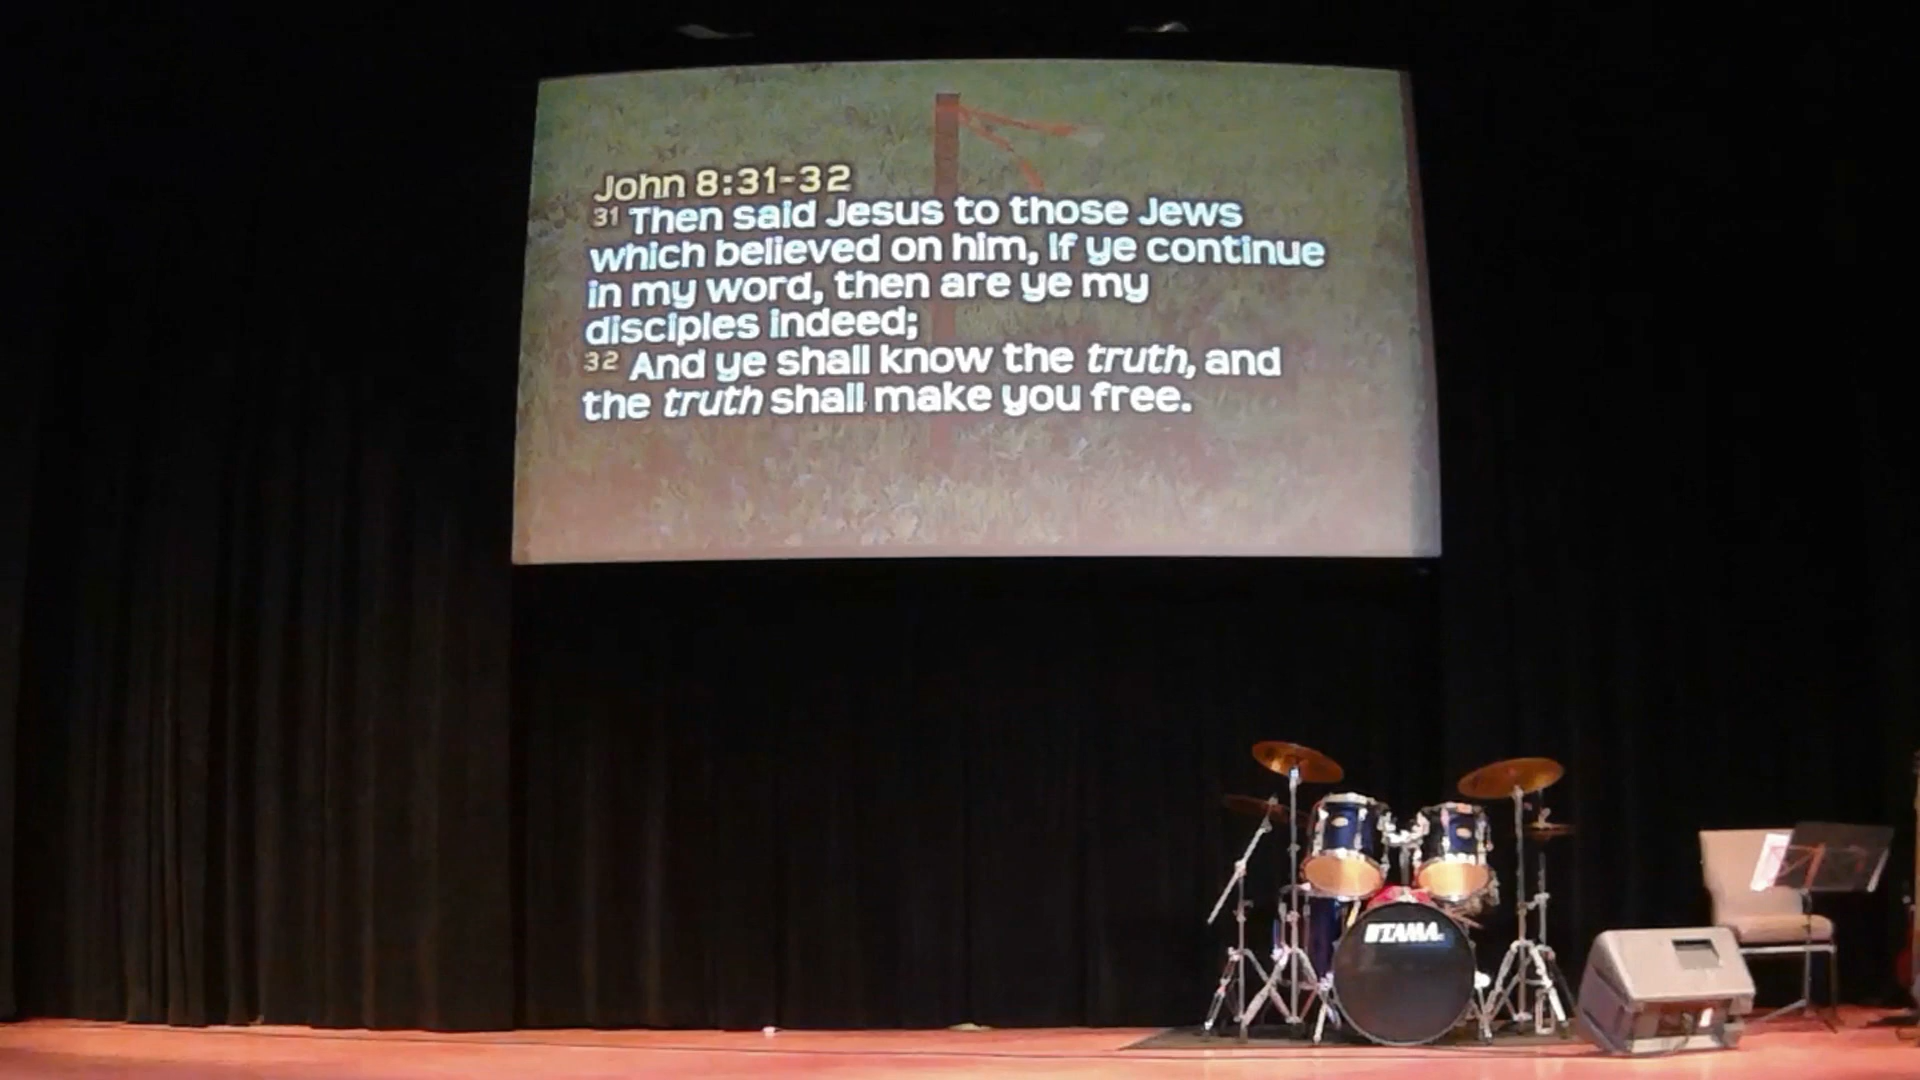 John 8:31-32
31 Then said Jesus to those Jews
which believed on him, If ye continue
in my word, then are ye my
disciples indeed;
32 And ye shall know the truth, and
the truth shall make you free.
TAMA